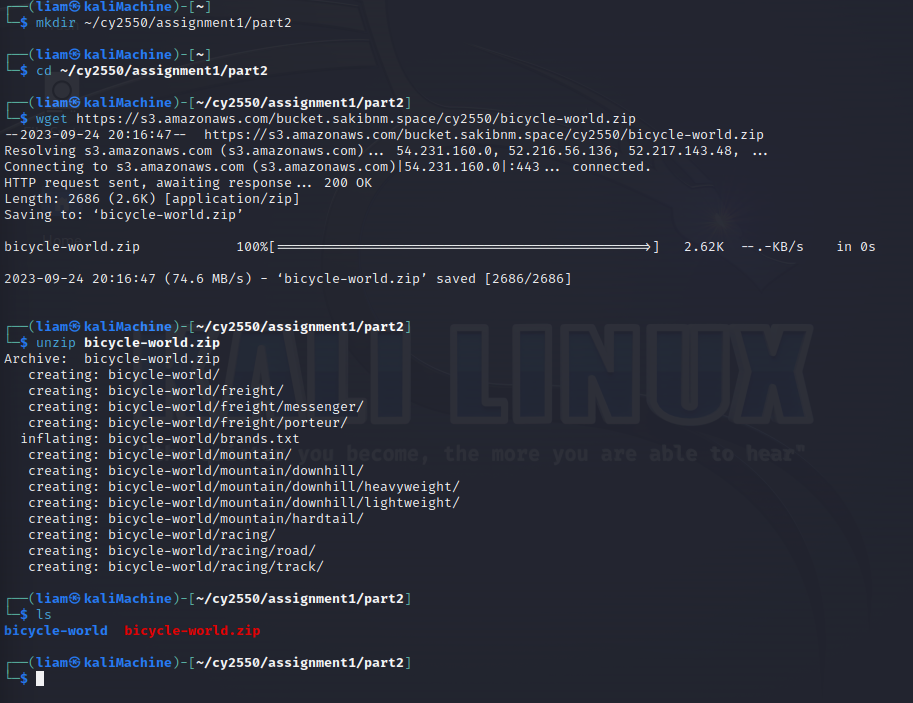 ┌──(liam㉿kaliMachine)-[~]
└─$ mkdir ~/cy2550/assignment1/part2
┌──(liam㉿kaliMachine)-[~]
└─$ cd ~/cy2550/assignment1/part2
┌──(liam㉿kaliMachine)-[~/cy2550/assignment1/part2]
└─$ wget https://s3.amazonaws.com/bucket.sakibnm.space/cy2550/bicycle-world.zip
--2023-09-24 20:16:47--  https://s3.amazonaws.com/bucket.sakibnm.space/cy2550/bicycle-world.zip
Resolving s3.amazonaws.com (s3.amazonaws.com)... 54.231.160.0, 52.216.56.136, 52.217.143.48, ...
Connecting to s3.amazonaws.com (s3.amazonaws.com)|54.231.160.0|:443... connected.
HTTP request sent, awaiting response... 200 OK
Length: 2686 (2.6K) [application/zip]
Saving to: ‘bicycle-world.zip’
bicycle-world.zip            100%[==============================================>]   2.62K  --.-KB/s    in 0s
2023-09-24 20:16:47 (74.6 MB/s) - ‘bicycle-world.zip’ saved [2686/2686]
┌──(liam㉿kaliMachine)-[~/cy2550/assignment1/part2]
└─$ unzip bicycle-world.zip
Archive:  bicycle-world.zip
   creating: bicycle-world/
   creating: bicycle-world/freight/
   creating: bicycle-world/freight/messenger/
   creating: bicycle-world/freight/porteur/
  inflating: bicycle-world/brands.txt
   creating: bicycle-world/mountain/
   creating: bicycle-world/mountain/downhill/
   creating: bicycle-world/mountain/downhill/heavyweight/
   creating: bicycle-world/mountain/downhill/lightweight/
   creating: bicycle-world/mountain/hardtail/
   creating: bicycle-world/racing/
   creating: bicycle-world/racing/road/
   creating: bicycle-world/racing/track/
┌──(liam㉿kaliMachine)-[~/cy2550/assignment1/part2]
└─$ ls
bicycle-world  bicycle-world.zip
┌──(liam㉿kaliMachine)-[~/cy2550/assignment1/part2]
└─$
KALI LINUX
you become, the more you are able to hear"